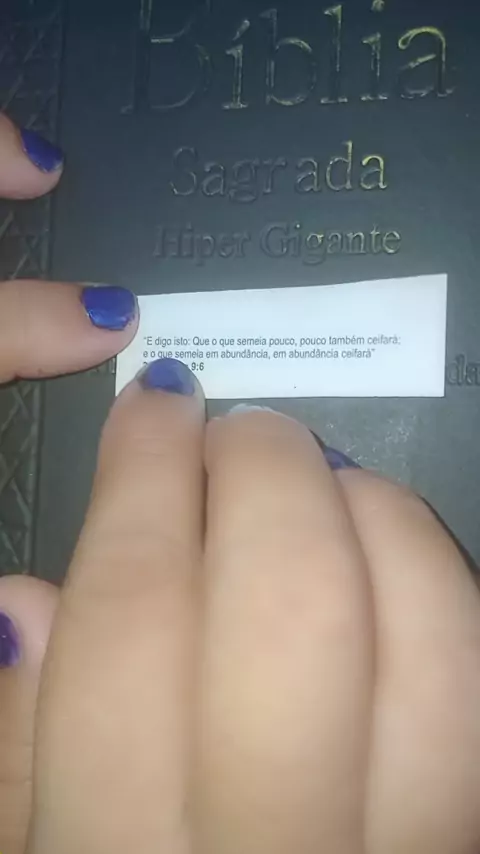 Bíblia
Sagrada
Hiper Gigante
"E digo isto: Que o que semeia pouco, pouco também ceifará;
e o que semeia em abundância, em abundância ceifará"
9:6
da